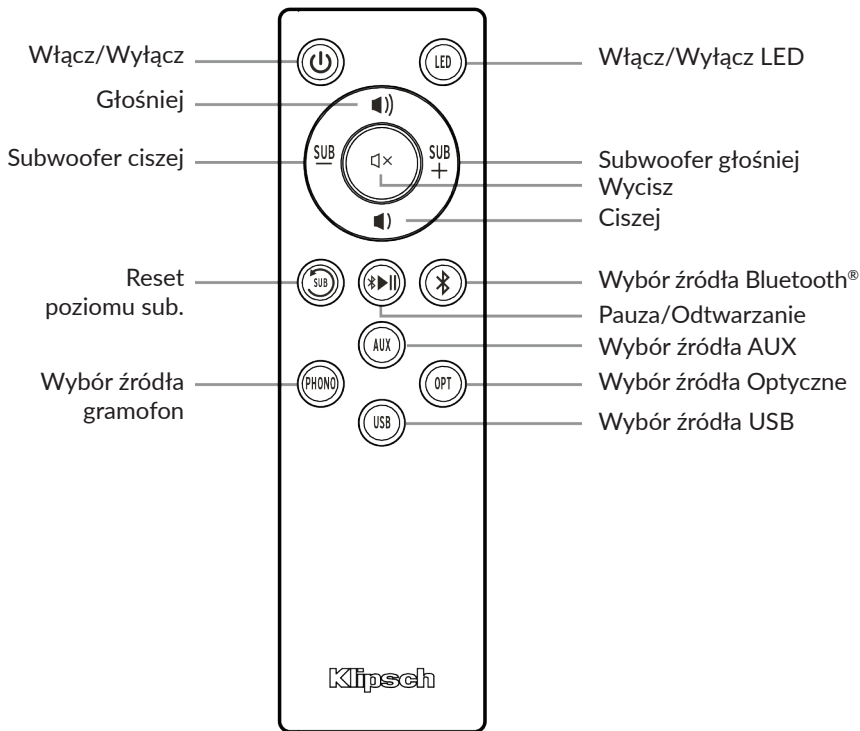 Włącz/Wyłącz
Głośniej
Subwoofer ciszej
Reset
poziomu sub.
Wybór źródła
gramofon
LED
SUB
SUB
SUB
AUX
PHONO
OPT
USB
Klipsch
Włącz/Wyłącz LED
Subwoofer głośniej
Wycisz
Ciszej
Wybór źródła Bluetooth®
Pauza/Odtwarzanie
Wybór źródła AUX
Wybór źródła Optyczne
Wybór źródła USB